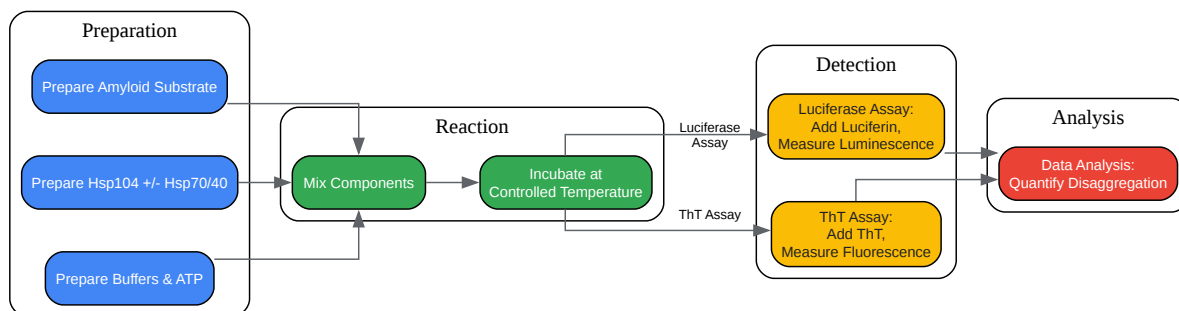 Preparation
Prepare Amyloid Substrate
Prepare Hsp104 +/- Hsp70/40
Prepare Buffers & ATP
Reaction
Mix Components
Incubate at
Controlled Temperature
Luciferase
Assay
ThT Assay
Detection
Luciferase Assay:
Add Luciferin,
Measure Luminescence
ThT Assay:
Add ThT,
Measure Fluorescence
Analysis
Data Analysis:
Quantify Disaggregation